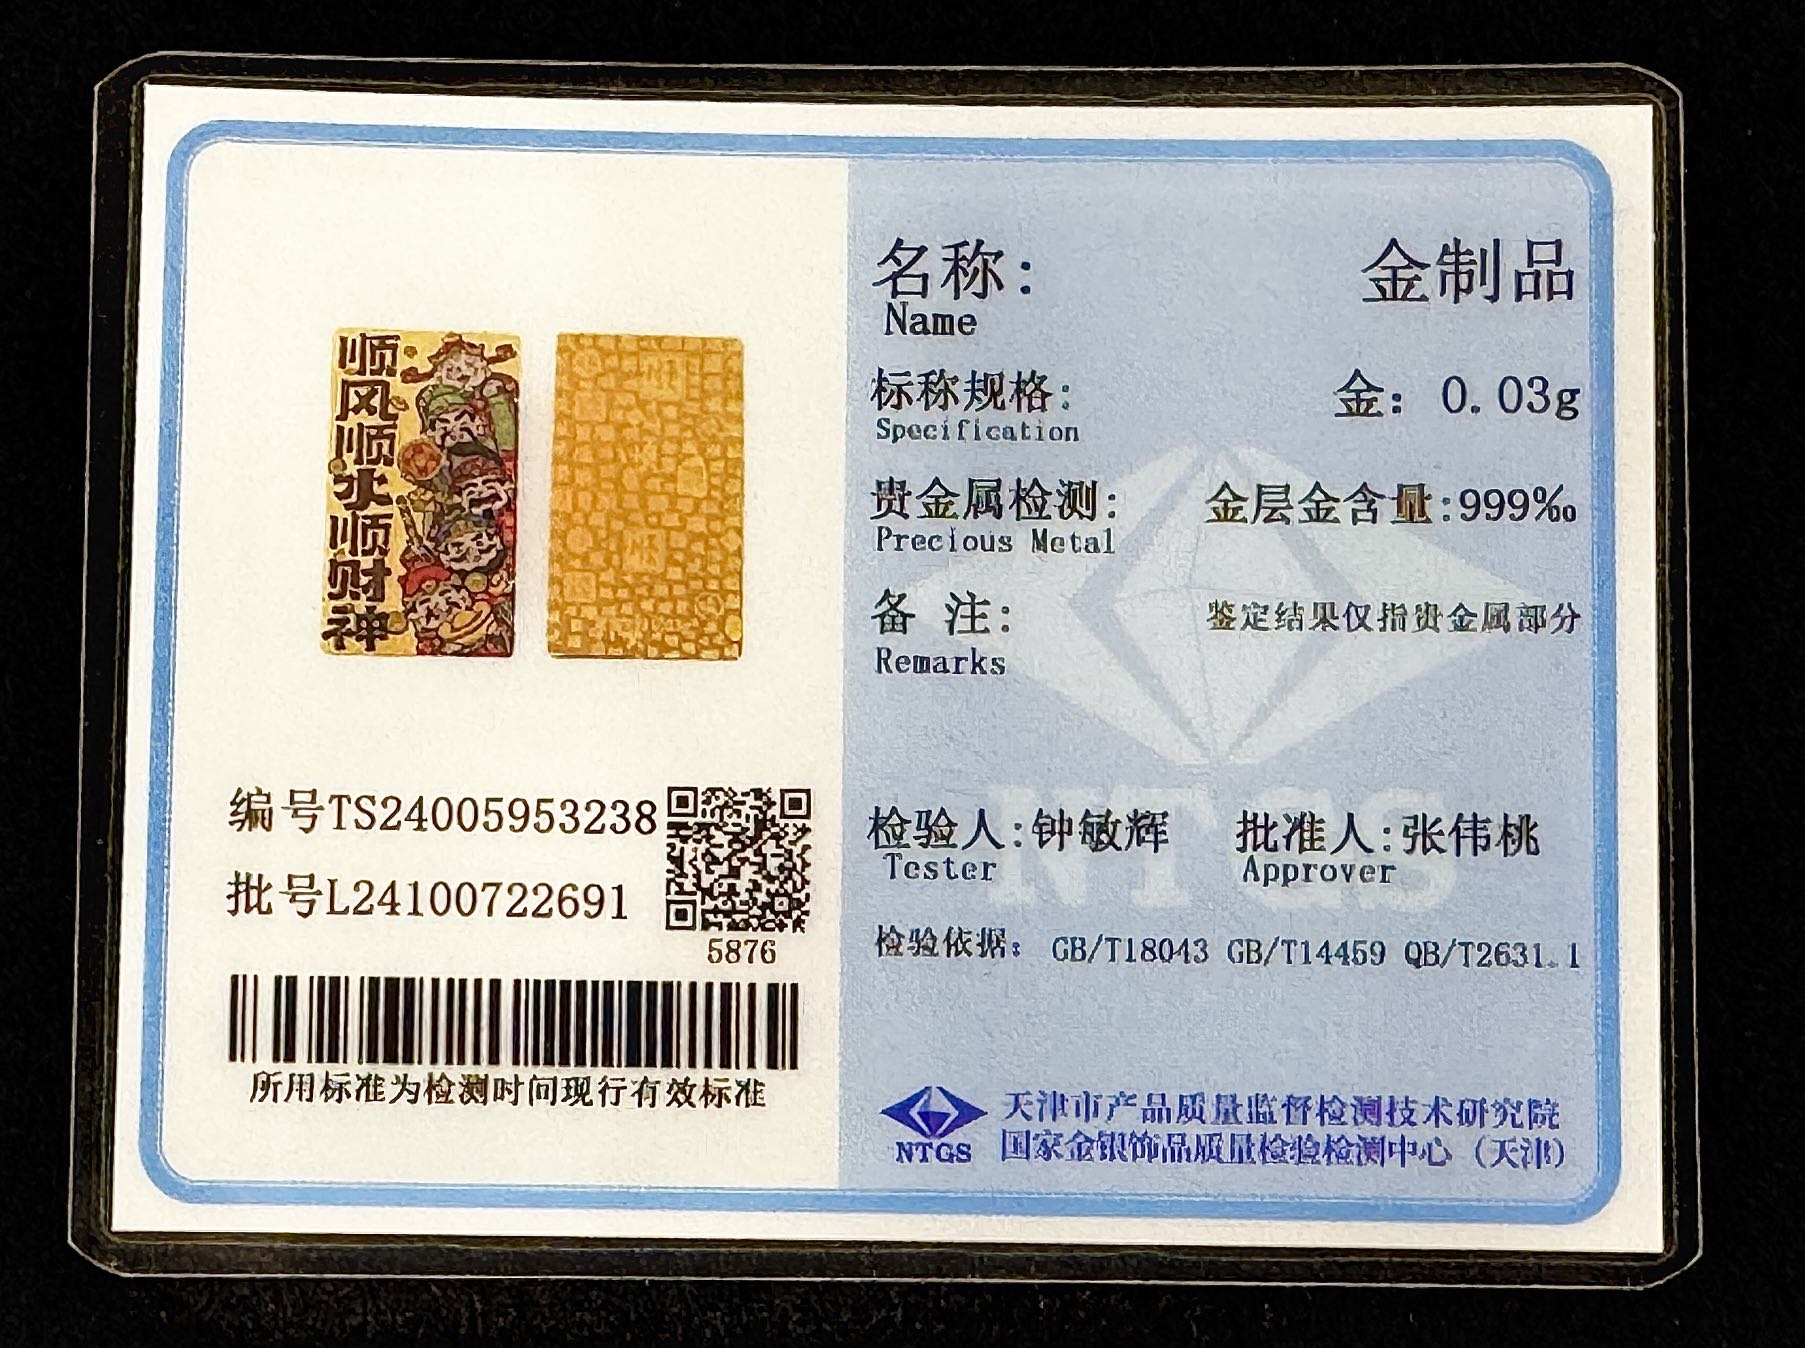 顺风顺水顺财神
编号TS24005953238
批号L24100722691
5876
所用标准为检测时间现行有效标准
名称: 金制品
Name
标称规格: 金: 0.03g
Specification
贵金属检测: 金层金含量:999‰
Precious Metal
备 注: 鉴定结果仅指贵金属部分
Remarks
NTGS
检验人:钟敏辉 批准人:张伟桃
Tester Approver
检验依据: GB/T18043 GB/T14459 QB/T2631.1
天津市产品质量监督检测技术研究院
NTGS 国家金银饰品质量检验检测中心(天津)